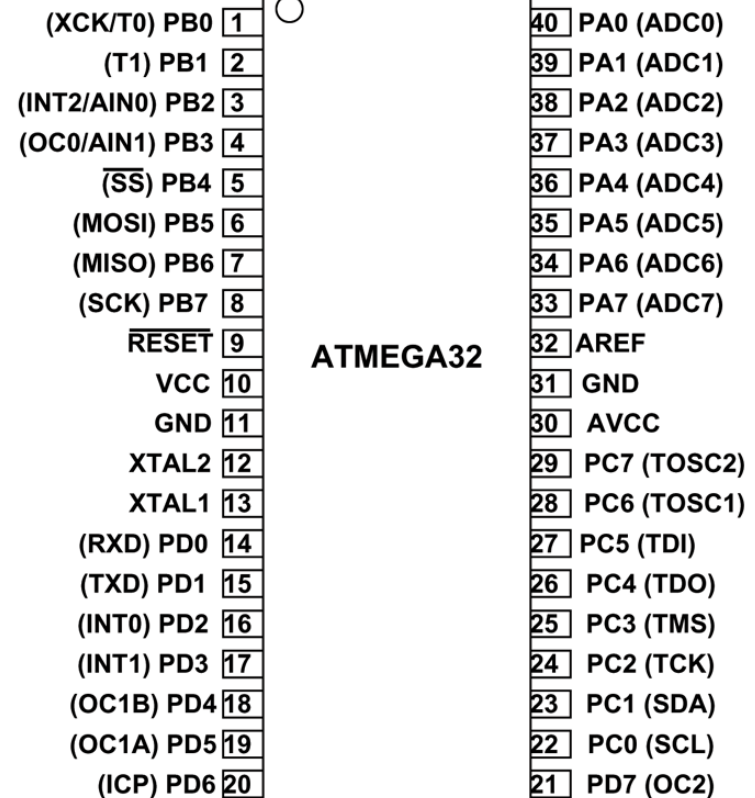 (XCK/T0) PB0 1
(T1) PB1 2
(INT2/AIN0) PB2 3
(OC0/AIN1) PB3 4
(SS) PB4 5
(MOSI) PB5 6
(MISO) PB6 7
(SCK) PB7 8
RESET 9
VCC 10
GND 11
XTAL2 12
XTAL1 13
(RXD) PD0 14
(TXD) PD1 15
(INT0) PD2 16
(INT1) PD3 17
(OC1B) PD4 18
(OC1A) PD5 19
(ICP) PD6 20
ATMEGA32
40 PA0 (ADC0)
39 PA1 (ADC1)
38 PA2 (ADC2)
37 PA3 (ADC3)
36 PA4 (ADC4)
35 PA5 (ADC5)
34 PA6 (ADC6)
33 PA7 (ADC7)
32 AREF
31 GND
30 AVCC
29 PC7 (TOSC2)
28 PC6 (TOSC1)
27 PC5 (TDI)
26 PC4 (TDO)
25 PC3 (TMS)
24 PC2 (TCK)
23 PC1 (SDA)
22 PC0 (SCL)
21 PD7 (OC2)